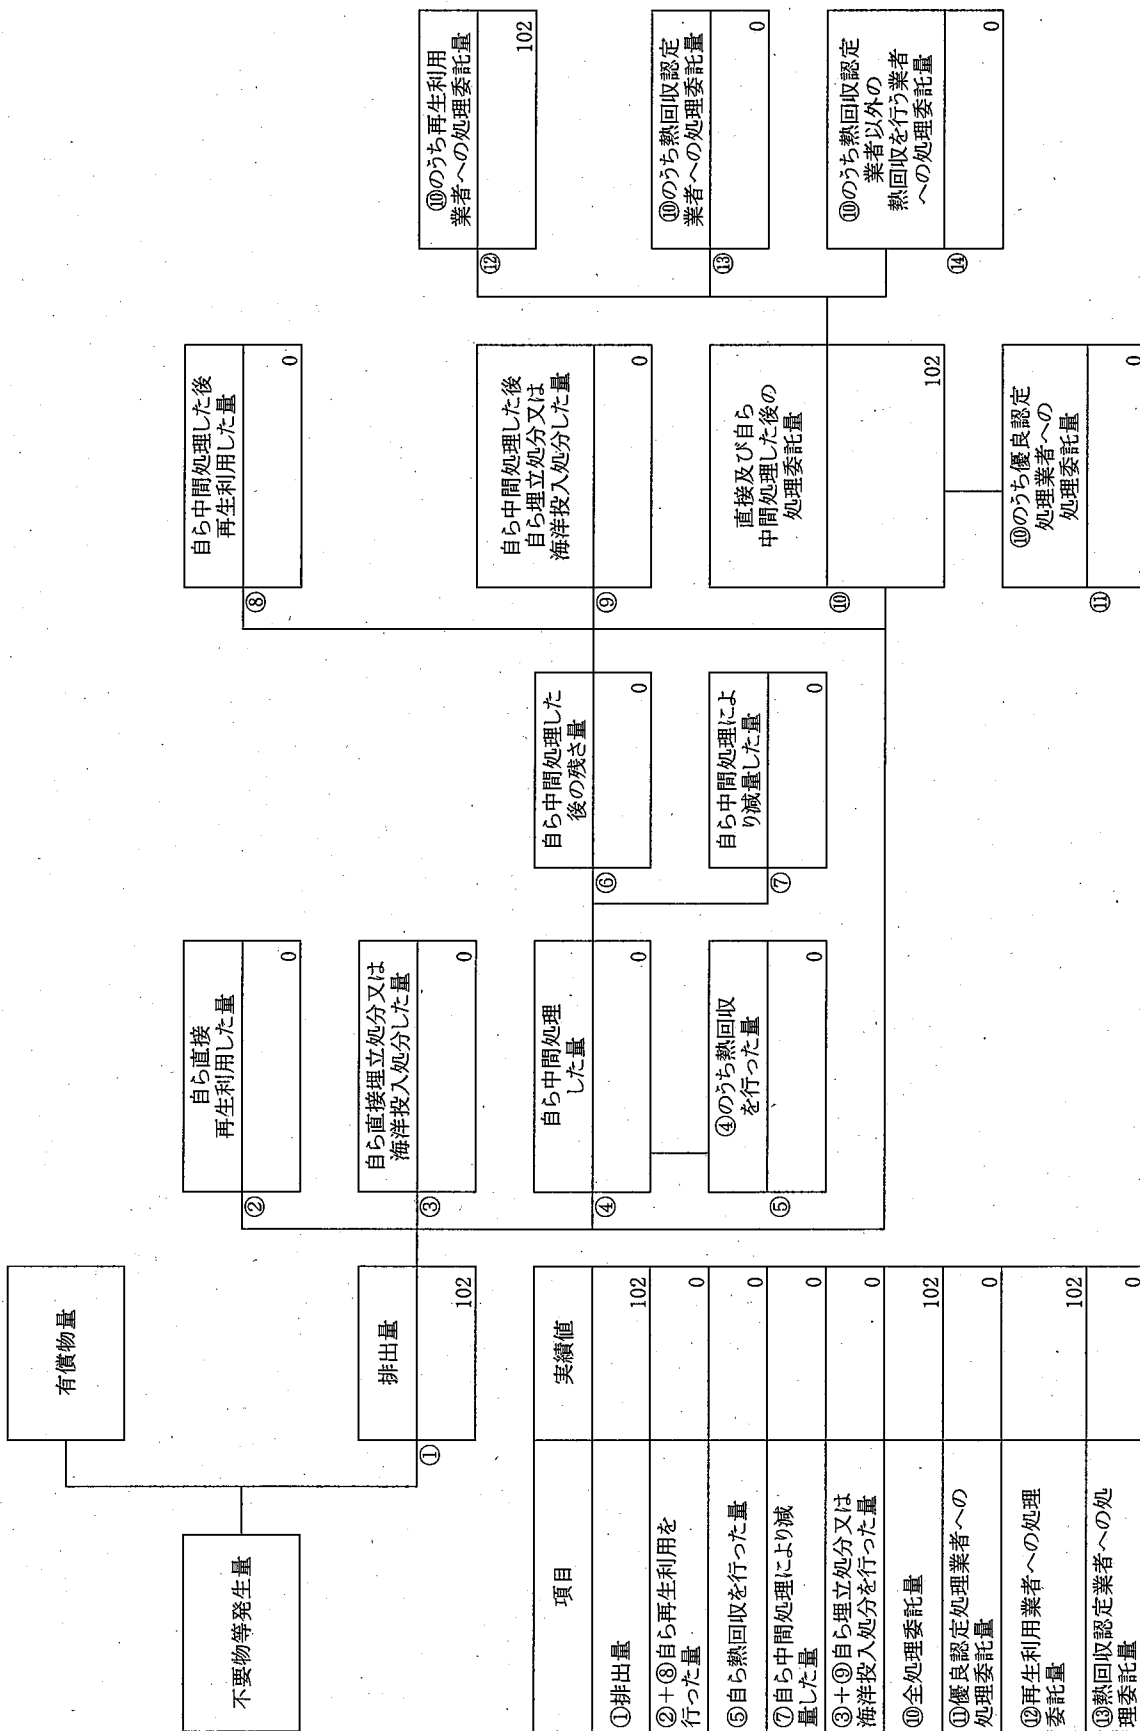 不要物等発生量
有償物量
①
排出量
102
②
自ら直接
再生利用した量
0
③
自ら直接埋立処分又は
海洋投入処分した量
0
④
自ら中間処理
した量
0
⑤
④のうち熱回収
を行った量
0
⑥
自ら中間処理した
後の残さ量
0
⑦
自ら中間処理によ
り減量した量
0
⑧
自ら中間処理した後
再生利用した量
0
⑨
自ら中間処理した後
自ら埋立処分又は
海洋投入処分した量
0
⑩
直接及び自ら
中間処理した後の
処理委託量
102
⑪
⑩のうち優良認定
処理業者への
処理委託量
0
⑫
⑩のうち再生利用
業者への処理委託量
102
⑬
⑩のうち熱回収認定
業者への処理委託量
0
⑭
⑩のうち熱回収認定
業者以外の
熱回収を行う業者
への処理委託量
0
項目 実績値
①排出量 102
②+⑧自ら再生利用を
行った量 0
⑤自ら熱回収を行った量 0
⑦自ら中間処理により減
量した量 0
③+⑨自ら埋立処分又は
海洋投入処分を行った量 0
⑩全処理委託量 102
⑪優良認定処理業者への
処理委託量 0
⑫再生利用業者への処理
委託量 102
⑬熱回収認定業者への処
理委託量 0